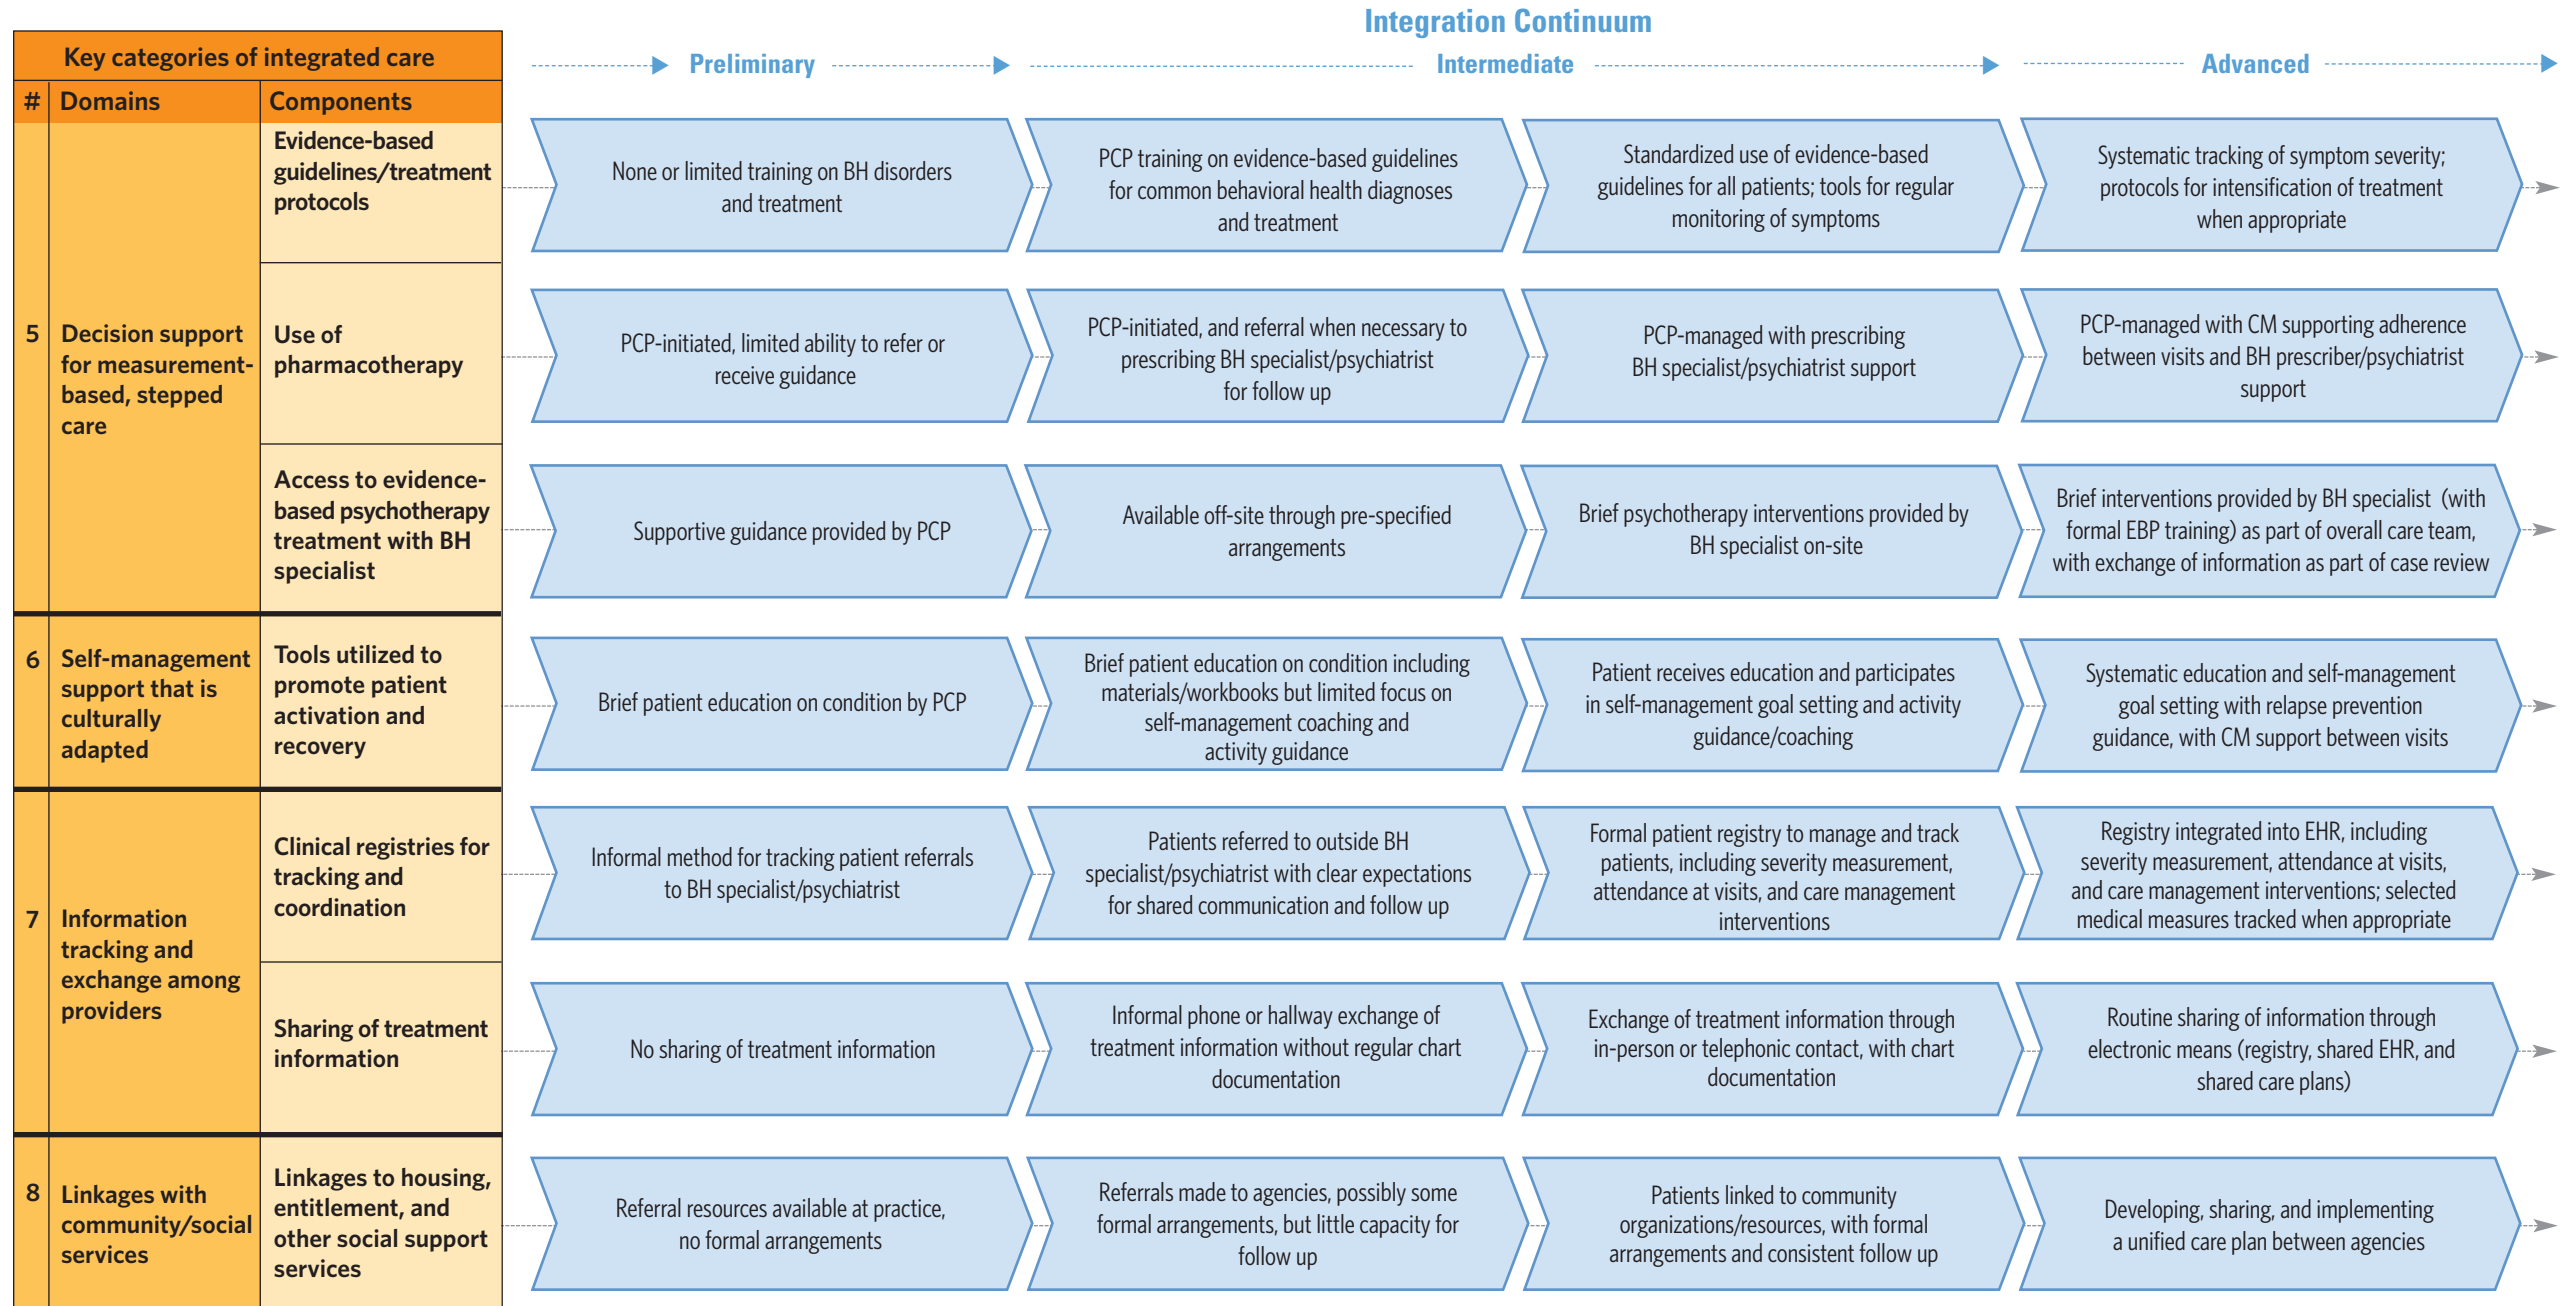 Integration Continuum
Key categories of integrated care
Preliminary
Intermediate
Advanced
# Domains Components
Evidence-based
guidelines/treatment
protocols
None or limited training on BH disorders
and treatment
PCP training on evidence-based guidelines
for common behavioral health diagnoses
and treatment
Standardized use of evidence-based
guidelines for all patients; tools for regular
monitoring of symptoms
Systematic tracking of symptom severity;
protocols for intensification of treatment
when appropriate
5 Decision support
for measurement-
based, stepped
care
Use of
pharmacotherapy
PCP-initiated, limited ability to refer or
receive guidance
PCP-initiated, and referral when necessary to
prescribing BH specialist/psychiatrist
for follow up
PCP-managed with prescribing
BH specialist/psychiatrist support
PCP-managed with CM supporting adherence
between visits and BH prescriber/psychiatrist
support
Access to evidence-
based psychotherapy
treatment with BH
specialist
Supportive guidance provided by PCP
Available off-site through pre-specified
arrangements
Brief psychotherapy interventions provided by
BH specialist on-site
Brief interventions provided by BH specialist (with
formal EBP training) as part of overall care team,
with exchange of information as part of case review
6 Self-management
support that is
culturally
adapted
Tools utilized to
promote patient
activation and
recovery
Brief patient education on condition by PCP
Brief patient education on condition including
materials/workbooks but limited focus on
self-management coaching and
activity guidance
Patient receives education and participates
in self-management goal setting and activity
guidance/coaching
Systematic education and self-management
goal setting with relapse prevention
guidance, with CM support between visits
7 Information
tracking and
exchange among
providers
Clinical registries for
tracking and
coordination
Informal method for tracking patient referrals
to BH specialist/psychiatrist
Patients referred to outside BH
specialist/psychiatrist with clear expectations
for shared communication and follow up
Formal patient registry to manage and track
patients, including severity measurement,
attendance at visits, and care management
interventions
Registry integrated into EHR, including
severity measurement, attendance at visits,
and care management interventions; selected
medical measures tracked when appropriate
Sharing of treatment
information
No sharing of treatment information
Informal phone or hallway exchange of
treatment information without regular chart
documentation
Exchange of treatment information through
in-person or telephonic contact, with chart
documentation
Routine sharing of information through
electronic means (registry, shared EHR, and
shared care plans)
8 Linkages with
community/social
services
Linkages to housing,
entitlement, and
other social support
services
Referral resources available at practice,
no formal arrangements
Referrals made to agencies, possibly some
formal arrangements, but little capacity for
follow up
Patients linked to community
organizations/resources, with formal
arrangements and consistent follow up
Developing, sharing, and implementing
a unified care plan between agencies